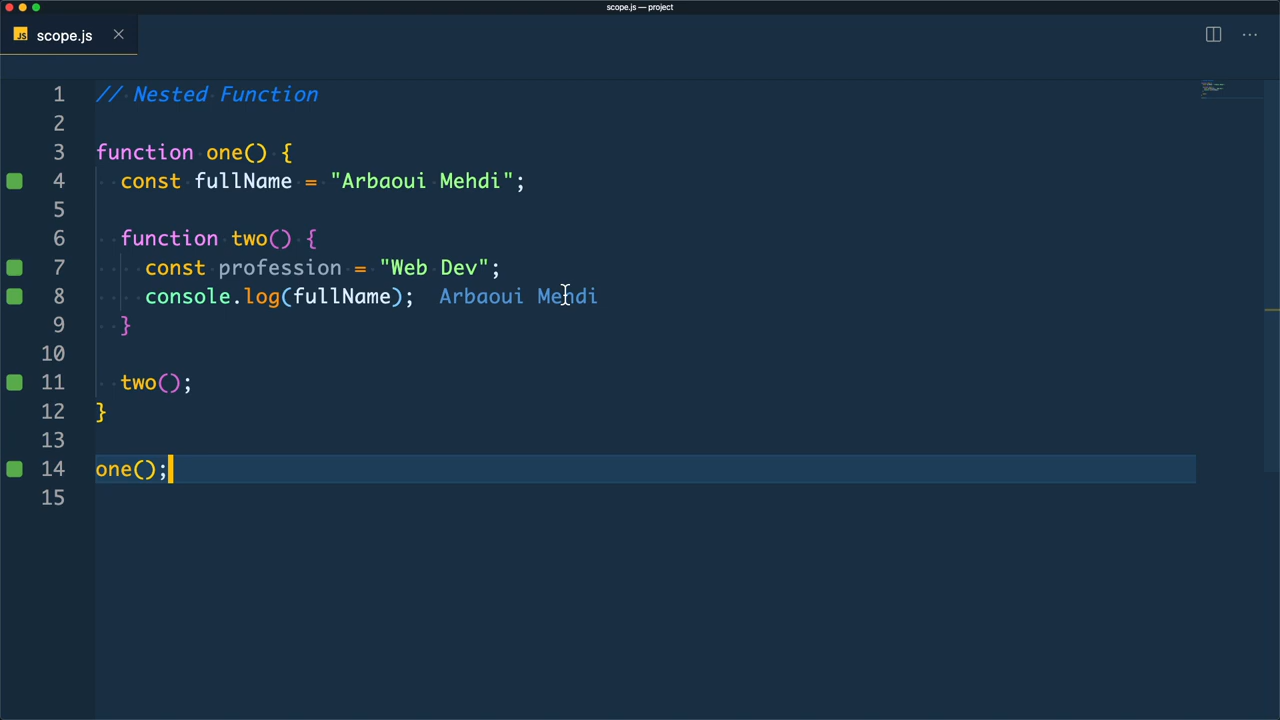 scope.js — project
JS scope.js
1 // Nested Function
2
3 function one() {
4 const fullName = "Arbaoui Mehdi";
5
6 function two() {
7 const profession = "Web Dev";
8 console.log(fullName); Arbaoui Mehdi
9 }
10
11 two();
12 }
13
14 one();
15